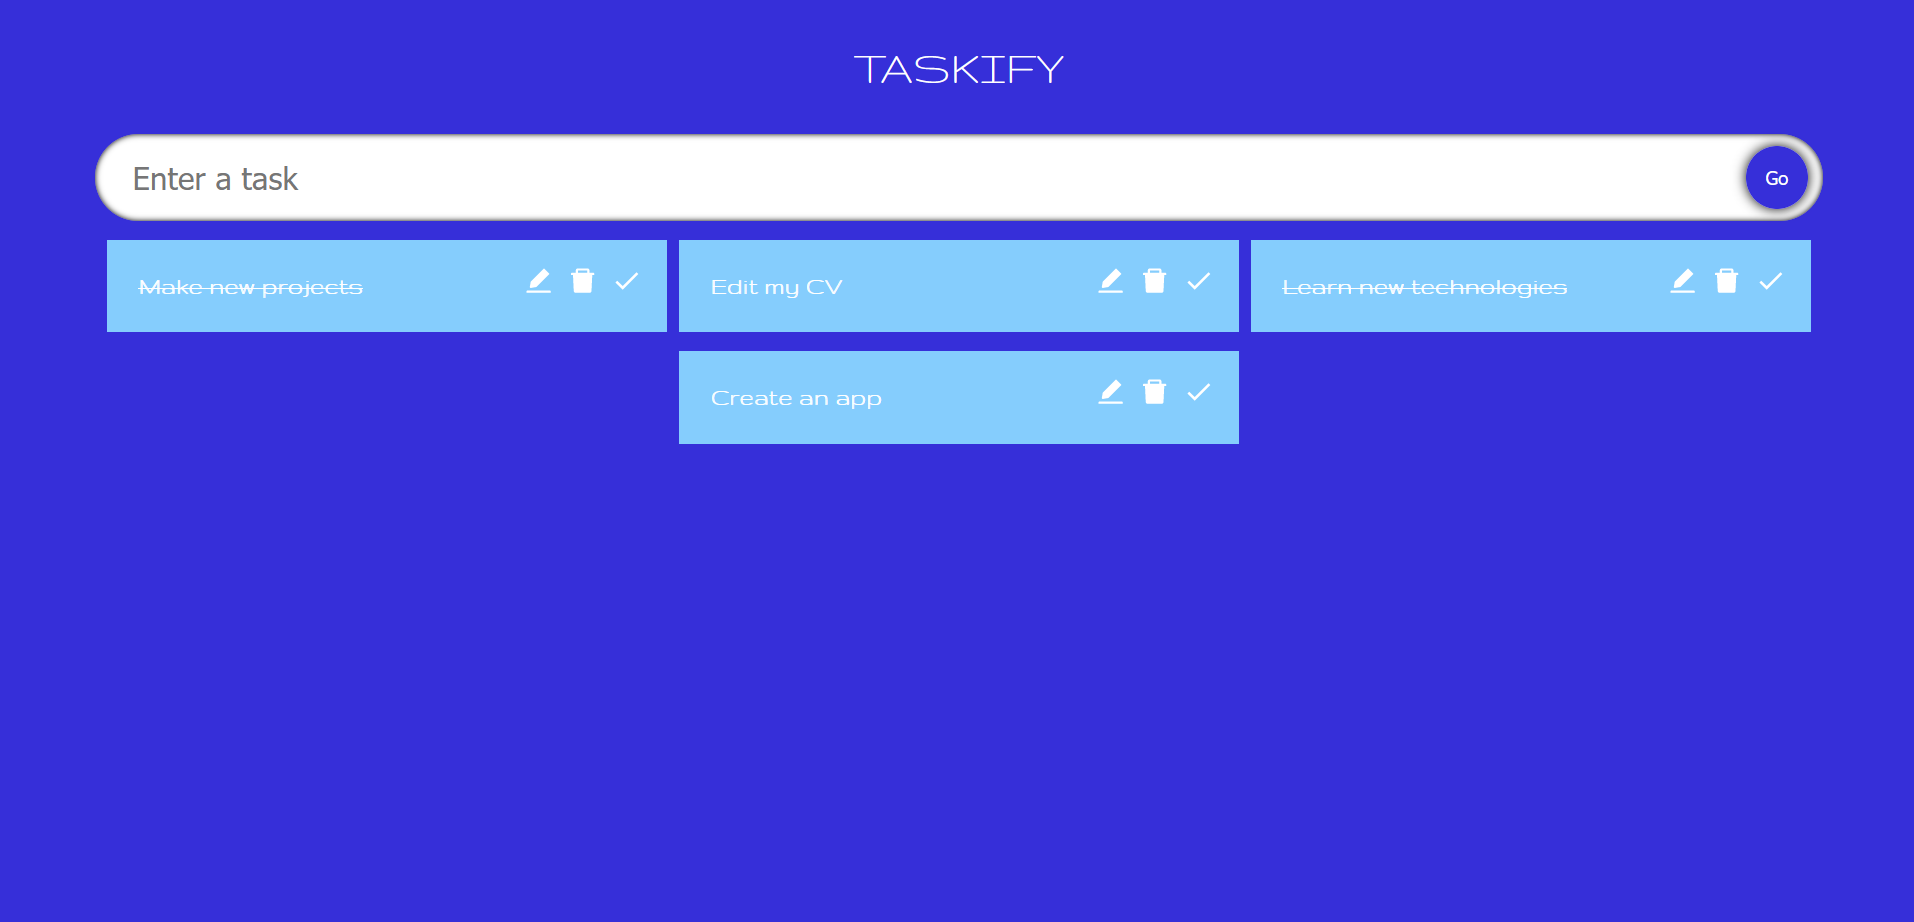 TASKIFY
Enter a task
Go
Make new projects
Edit my CV
Learn new technologies
Create an app